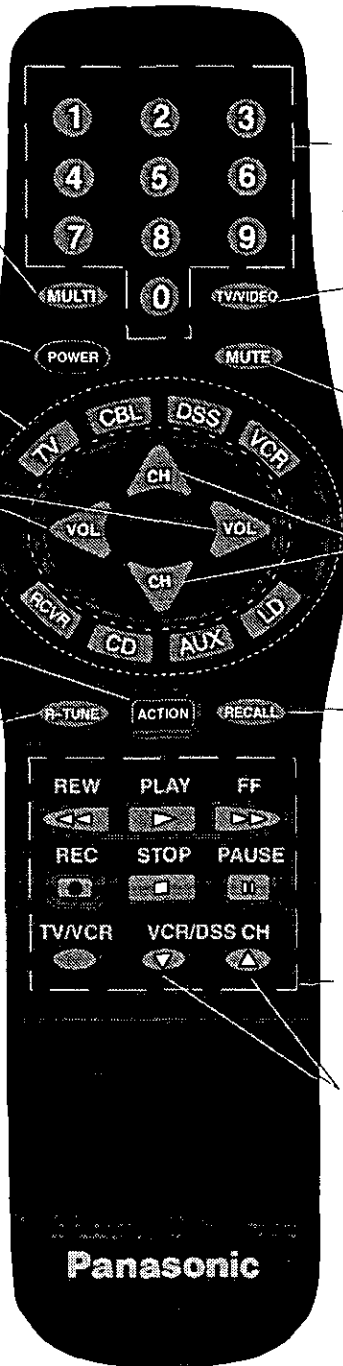 1 2 3
4 5 6
7 8 9
MULTI 0 TV/VIDEO
POWER MUTE
TV CBL DSS VCR
CH
VOL VOL
CH
RCVR CD AUX LD
R-TUNE ACTION RECALL
REW PLAY FF
REC STOP PAUSE
TV/VCR VCR/DSS CH
Panasonic